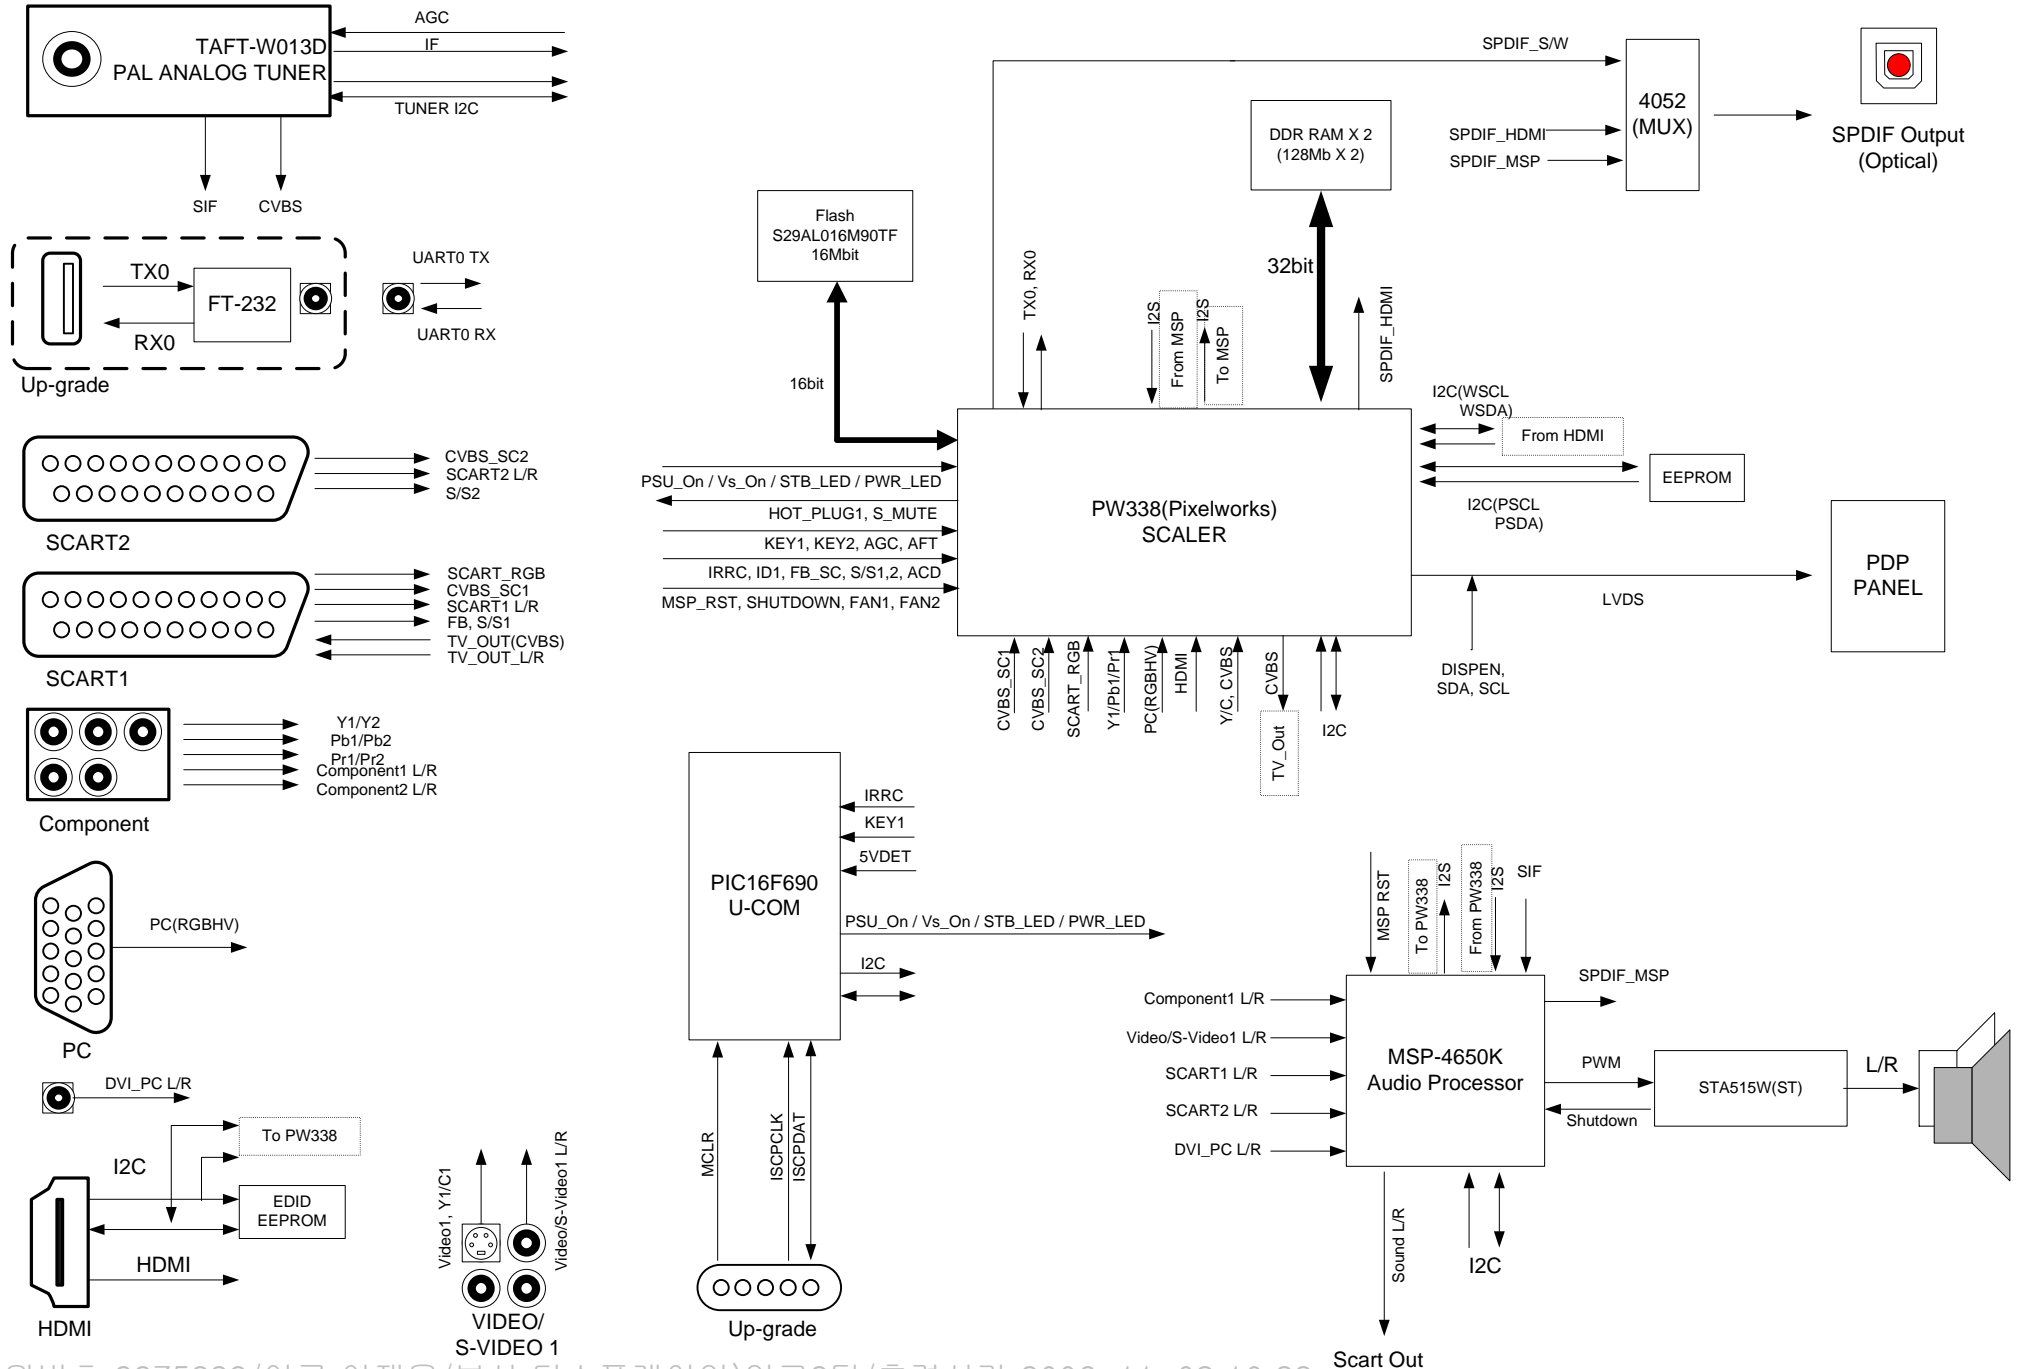 AGC
TAFT-W013D
PAL ANALOG TUNER
IF
TUNER I2C
SIF
CVBS
TX0
RX0
FT-232
UART0 TX
UART0 RX
Up-grade
CVBS_SC2
SCART2 L/R
S/S2
SCART2
SCART_RGB
CVBS_SC1
SCART1 L/R
FB, S/S1
TV_OUT(CVBS)
TV_OUT_L/R
SCART1
Y1/Y2
Pb1/Pb2
Pr1/Pr2
Component1 L/R
Component2 L/R
Component
PC(RGBHV)
PC
DVI_PC L/R
To PW338
I2C
EDID
EEPROM
HDMI
HDMI
Video1, Y1/C1
Video/S-Video1 L/R
VIDEO/
S-VIDEO 1
SPDIF_S/W
SPDIF_HDMI
SPDIF_MSP
4052
(MUX)
SPDIF Output
(Optical)
DDR RAM X 2
(128Mb X 2)
32bit
Flash
S29AL016M90TF
16Mbit
16bit
TX0, RX0
I2S
From MSP
I2S
To MSP
SPDIF_HDMI
I2C(WSCL
WSDA)
From HDMI
EEPROM
I2C(PSCL
PSDA)
PSU_On / Vs_On / STB_LED / PWR_LED
HOT_PLUG1, S_MUTE
KEY1, KEY2, AGC, AFT
IRRC, ID1, FB_SC, S/S1,2, ACD
MSP_RST, SHUTDOWN, FAN1, FAN2
PW338(Pixelworks)
SCALER
LVDS
PDP
PANEL
DISPEN,
SDA, SCL
CVBS_SC1
CVBS_SC2
SCART_RGB
Y1/Pb1/Pr1
PC(RGBHV)
HDMI
Y/C, CVBS
CVBS
TV_Out
I2C
IRRC
KEY1
5VDET
PIC16F690
U-COM
PSU_On / Vs_On / STB_LED / PWR_LED
I2C
MCLR
ISCPCLK
ISCPDAT
Up-grade
MSP RST
To PW338
I2S
From PW338
I2S
SIF
Component1 L/R
Video/S-Video1 L/R
SCART1 L/R
SCART2 L/R
DVI_PC L/R
MSP-4650K
Audio Processor
SPDIF_MSP
PWM
Shutdown
STA515W(ST)
L/R
Sound L/R
I2C
Scart Out